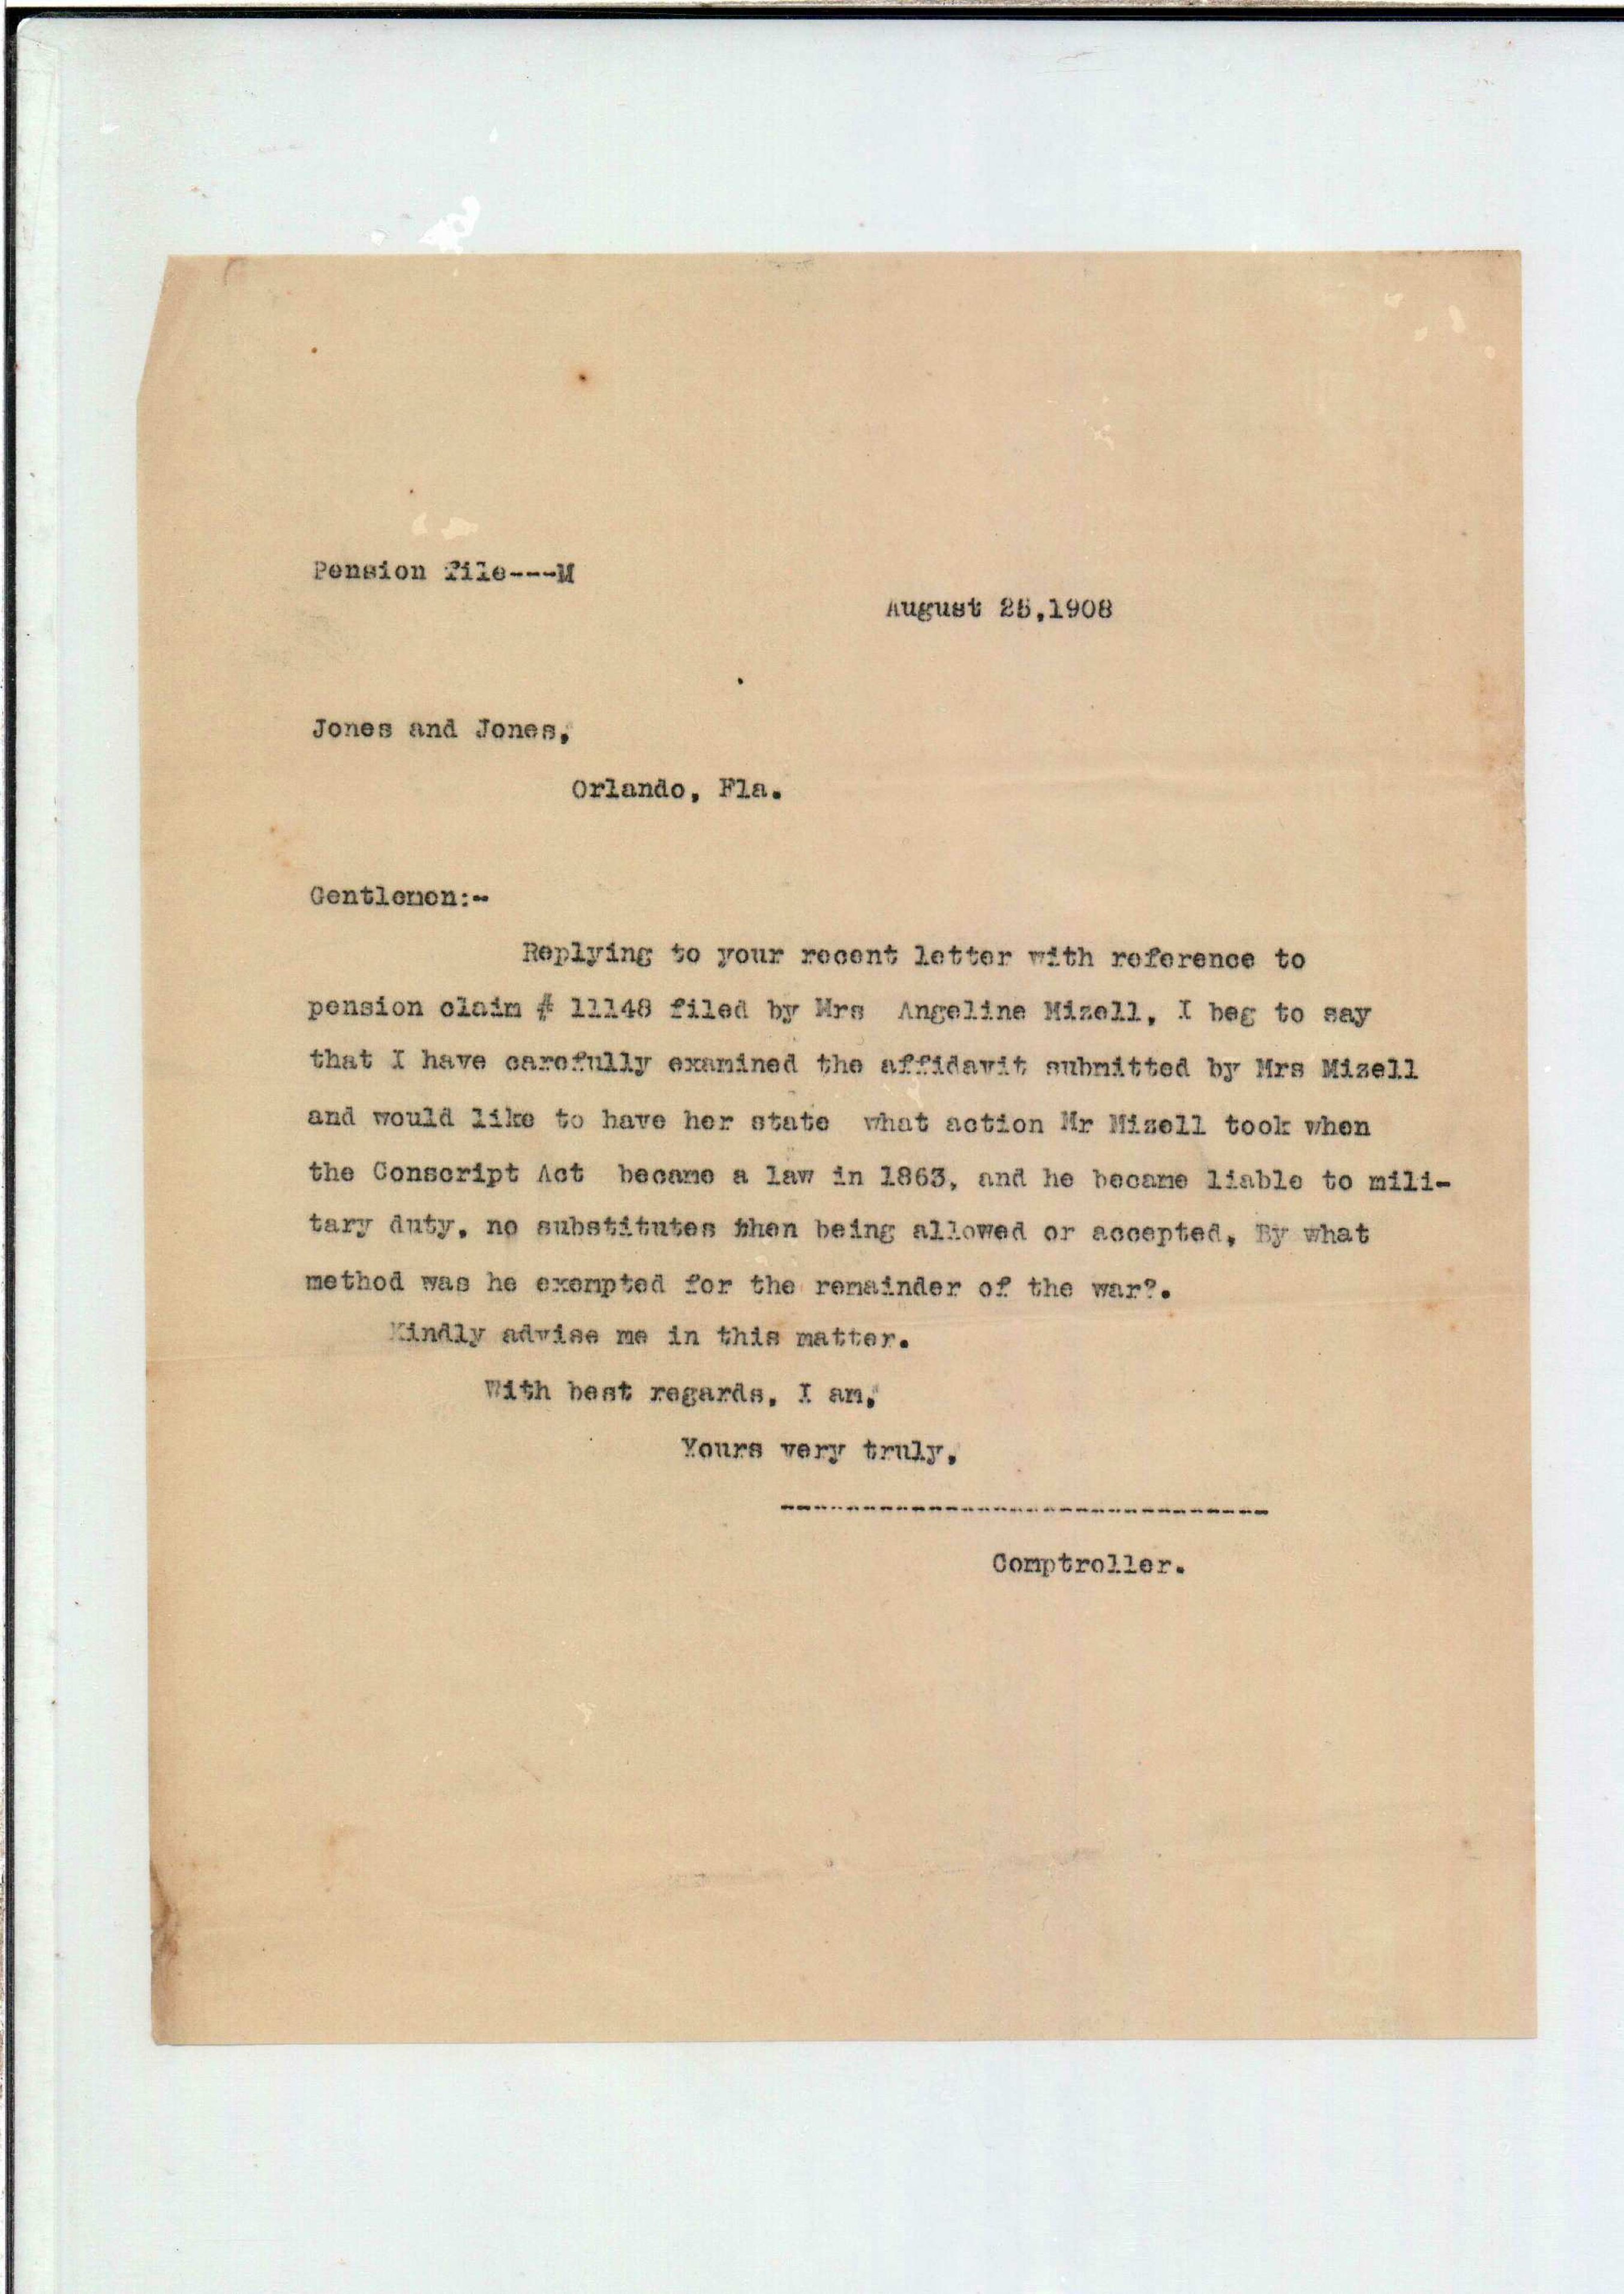 Pension file---M
August 25,1908
Jones and Jones,
Orlando, Fla.
Gentlemen:-
Replying to your recent letter with reference to
pension claim # 11148 filed by Mrs  Angeline Mizell, I beg to say
that I have carefully examined the affidavit submitted by Mrs Mizell
and would like to have her state  what action Mr Mizell took when
the Conscript Act  became a law in 1863, and he became liable to mili-
tary duty, no substitutes then being allowed or accepted, By what
method was he exempted for the remainder of the war?.
Kindly advise me in this matter.
With best regards, I am,
Yours very truly,
------------------------------
Comptroller.